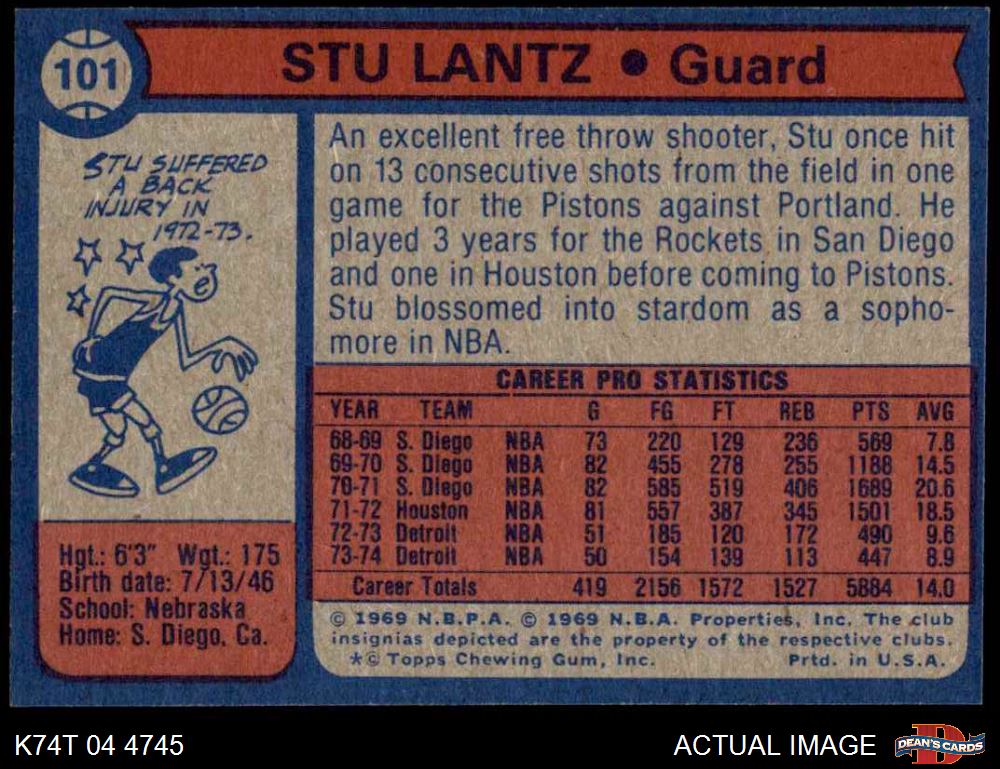 101
STU LANTZ • Guard
STU SUFFERED
A BACK
INJURY IN
1972-73.
An excellent free throw shooter, Stu once hit
on 13 consecutive shots from the field in one
game for the Pistons against Portland. He
played 3 years for the Rockets in San Diego
and one in Houston before coming to Pistons.
Stu blossomed into stardom as a sopho-
more in NBA.
CAREER PRO STATISTICS
YEAR TEAM G FG FT REB PTS AVG
68-69 S. Diego NBA 73 220 129 236 569 7.8
69-70 S. Diego NBA 82 455 278 255 1188 14.5
70-71 S. Diego NBA 82 585 519 406 1689 20.6
71-72 Houston NBA 81 557 387 345 1501 18.5
72-73 Detroit NBA 51 185 120 172 490 9.6
73-74 Detroit NBA 50 154 139 113 447 8.9
Career Totals 419 2156 1572 1527 5884 14.0
Hgt.: 6'3" Wgt.: 175
Birth date: 7/13/46
School: Nebraska
Home: S. Diego, Ca.
© 1969 N.B.P.A. © 1969 N.B.A. Properties, Inc. The club
insignias depicted are the property of the respective clubs.
*© Topps Chewing Gum, Inc. Prtd. in U.S.A.
K74T 04 4745
ACTUAL IMAGE
D
DEAN'S CARDS